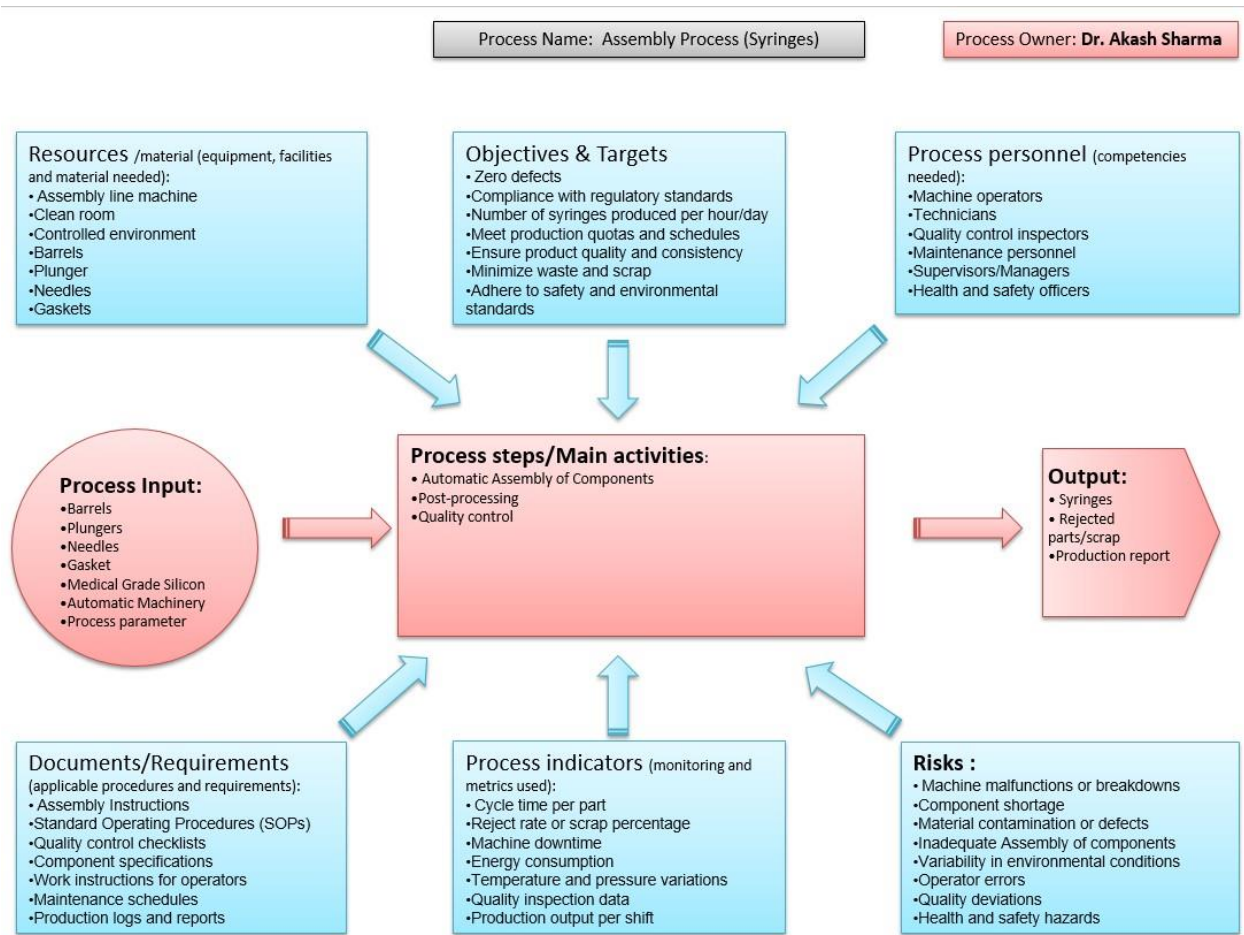 Process Name: Assembly Process (Syringes)
Process Owner: Dr. Akash Sharma
Resources /material (equipment, facilities
and material needed):
• Assembly line machine
•Clean room
•Controlled environment
•Barrels
•Plunger
•Needles
•Gaskets
Objectives & Targets
• Zero defects
•Compliance with regulatory standards
•Number of syringes produced per hour/day
•Meet production quotas and schedules
•Ensure product quality and consistency
•Minimize waste and scrap
•Adhere to safety and environmental
standards
Process personnel (competencies
needed):
•Machine operators
•Technicians
•Quality control inspectors
•Maintenance personnel
•Supervisors/Managers
•Health and safety officers
Process Input:
•Barrels
•Plungers
•Needles
•Gasket
•Medical Grade Silicon
•Automatic Machinery
•Process parameter
Process steps/Main activities:
• Automatic Assembly of Components
•Post-processing
•Quality control
Output:
• Syringes
• Rejected
parts/scrap
•Production report
Documents/Requirements
(applicable procedures and requirements):
• Assembly Instructions
•Standard Operating Procedures (SOPs)
•Quality control checklists
•Component specifications
•Work instructions for operators
•Maintenance schedules
•Production logs and reports
Process indicators (monitoring and
metrics used):
• Cycle time per part
•Reject rate or scrap percentage
•Machine downtime
•Energy consumption
•Temperature and pressure variations
•Quality inspection data
•Production output per shift
Risks :
• Machine malfunctions or breakdowns
•Component shortage
•Material contamination or defects
•Inadequate Assembly of components
•Variability in environmental conditions
•Operator errors
•Quality deviations
•Health and safety hazards